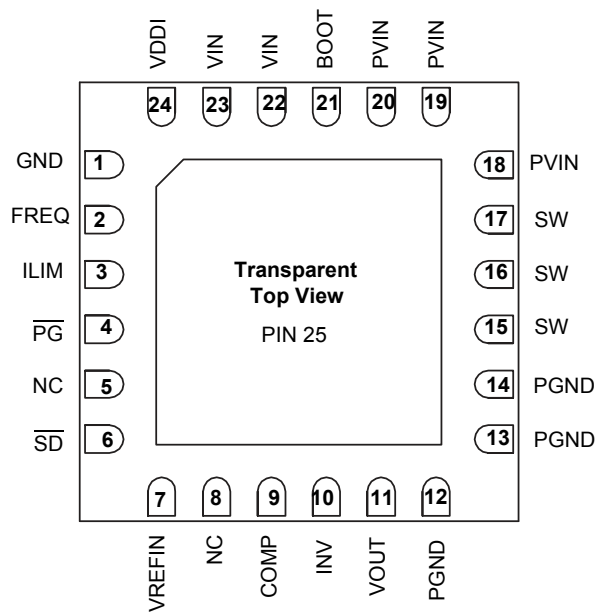 VDDI
VIN
VIN
BOOT
PVIN
PVIN
24
23
22
21
20
19
GND 1
FREQ 2
ILIM 3
PG 4
NC 5
SD 6
Transparent
Top View
PIN 25
18 PVIN
17 SW
16 SW
15 SW
14 PGND
13 PGND
7
8
9
10
11
12
VREFIN
NC
COMP
INV
VOUT
PGND